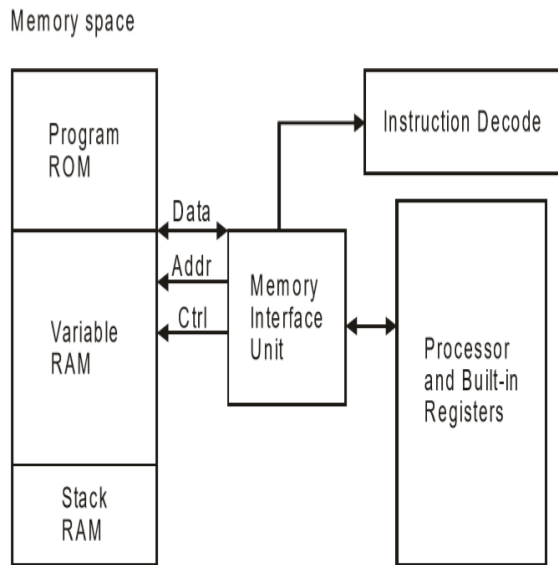 Memory space
Program
ROM
Instruction Decode
Data
Addr
Ctrl
Variable
RAM
Memory
Interface
Unit
Processor
and Built-in
Registers
Stack
RAM